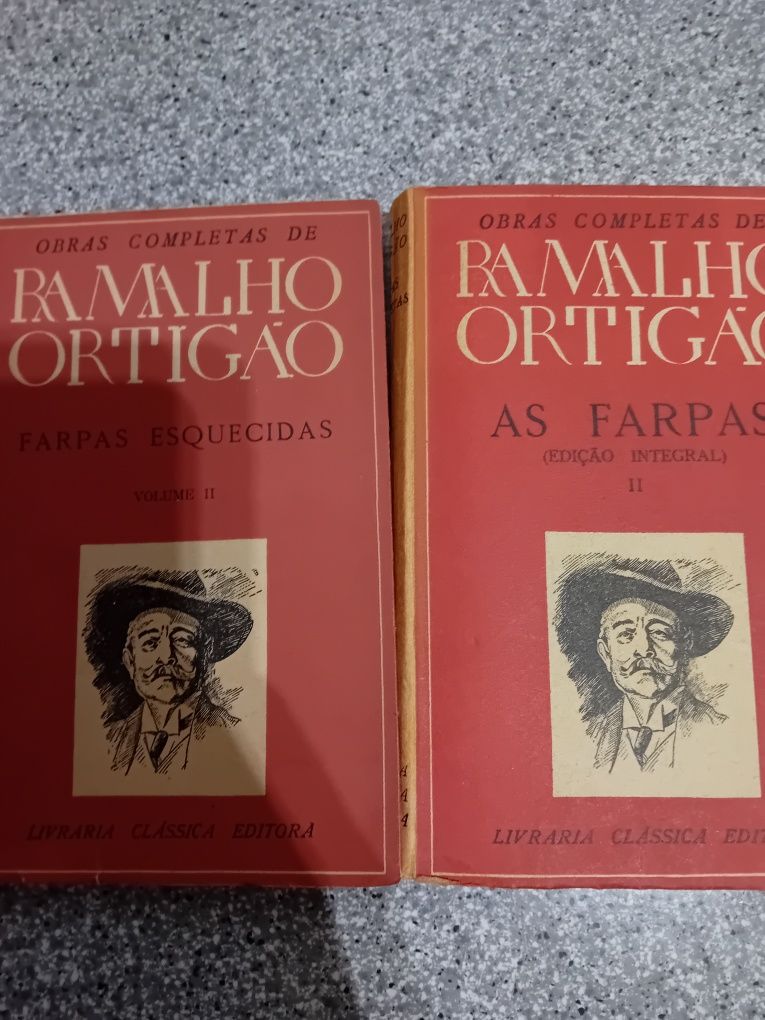 OBRAS COMPLETAS DE
RAMALHO
ORTIGÃO
FARPAS ESQUECIDAS
VOLUME II
LIVRARIA CLÁSSICA EDITORA
OBRAS COMPLETAS DE
RAMALHO
ORTIGÃO
AS FARPAS
(EDIÇÃO INTEGRAL)
II
LIVRARIA CLÁSSICA